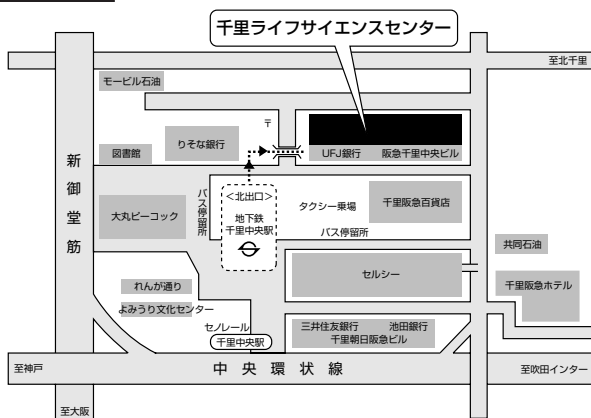 千里ライフサイエンスセンター
至北千里
モービル石油
〒
りそな銀行
図書館
UFJ銀行
阪急千里中央ビル
新御堂筋
<北出口>
地下鉄
千里中央駅
バス停留所
タクシー乗場
千里阪急百貨店
大丸ピーコック
バス停留所
共同石油
セルシー
千里阪急ホテル
れんが通り
よみうり文化センター
セノレール
千里中央駅
三井住友銀行
池田銀行
千里朝日阪急ビル
至神戸
中央環状線
至吹田インター
至大阪